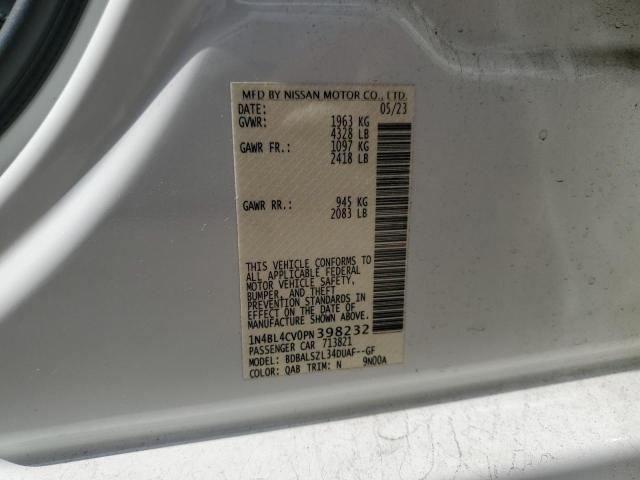 MFD BY NISSAN MOTOR CO., LTD.
DATE: 05/23
GVWR: 1963 KG
4328 LB
GAWR FR.: 1097 KG
2418 LB
GAWR RR.: 945 KG
2083 LB
THIS VEHICLE CONFORMS TO
ALL APPLICABLE FEDERAL
MOTOR VEHICLE SAFETY,
BUMPER, AND THEFT
PREVENTION STANDARDS IN
EFFECT ON THE DATE OF
MANUFACTURE SHOWN ABOVE.
1N4BL4CV0PN398232
PASSENGER CAR 713821
MODEL: BDBALSZL34DUAF--GF
COLOR: QAB TRIM: N 9N00A